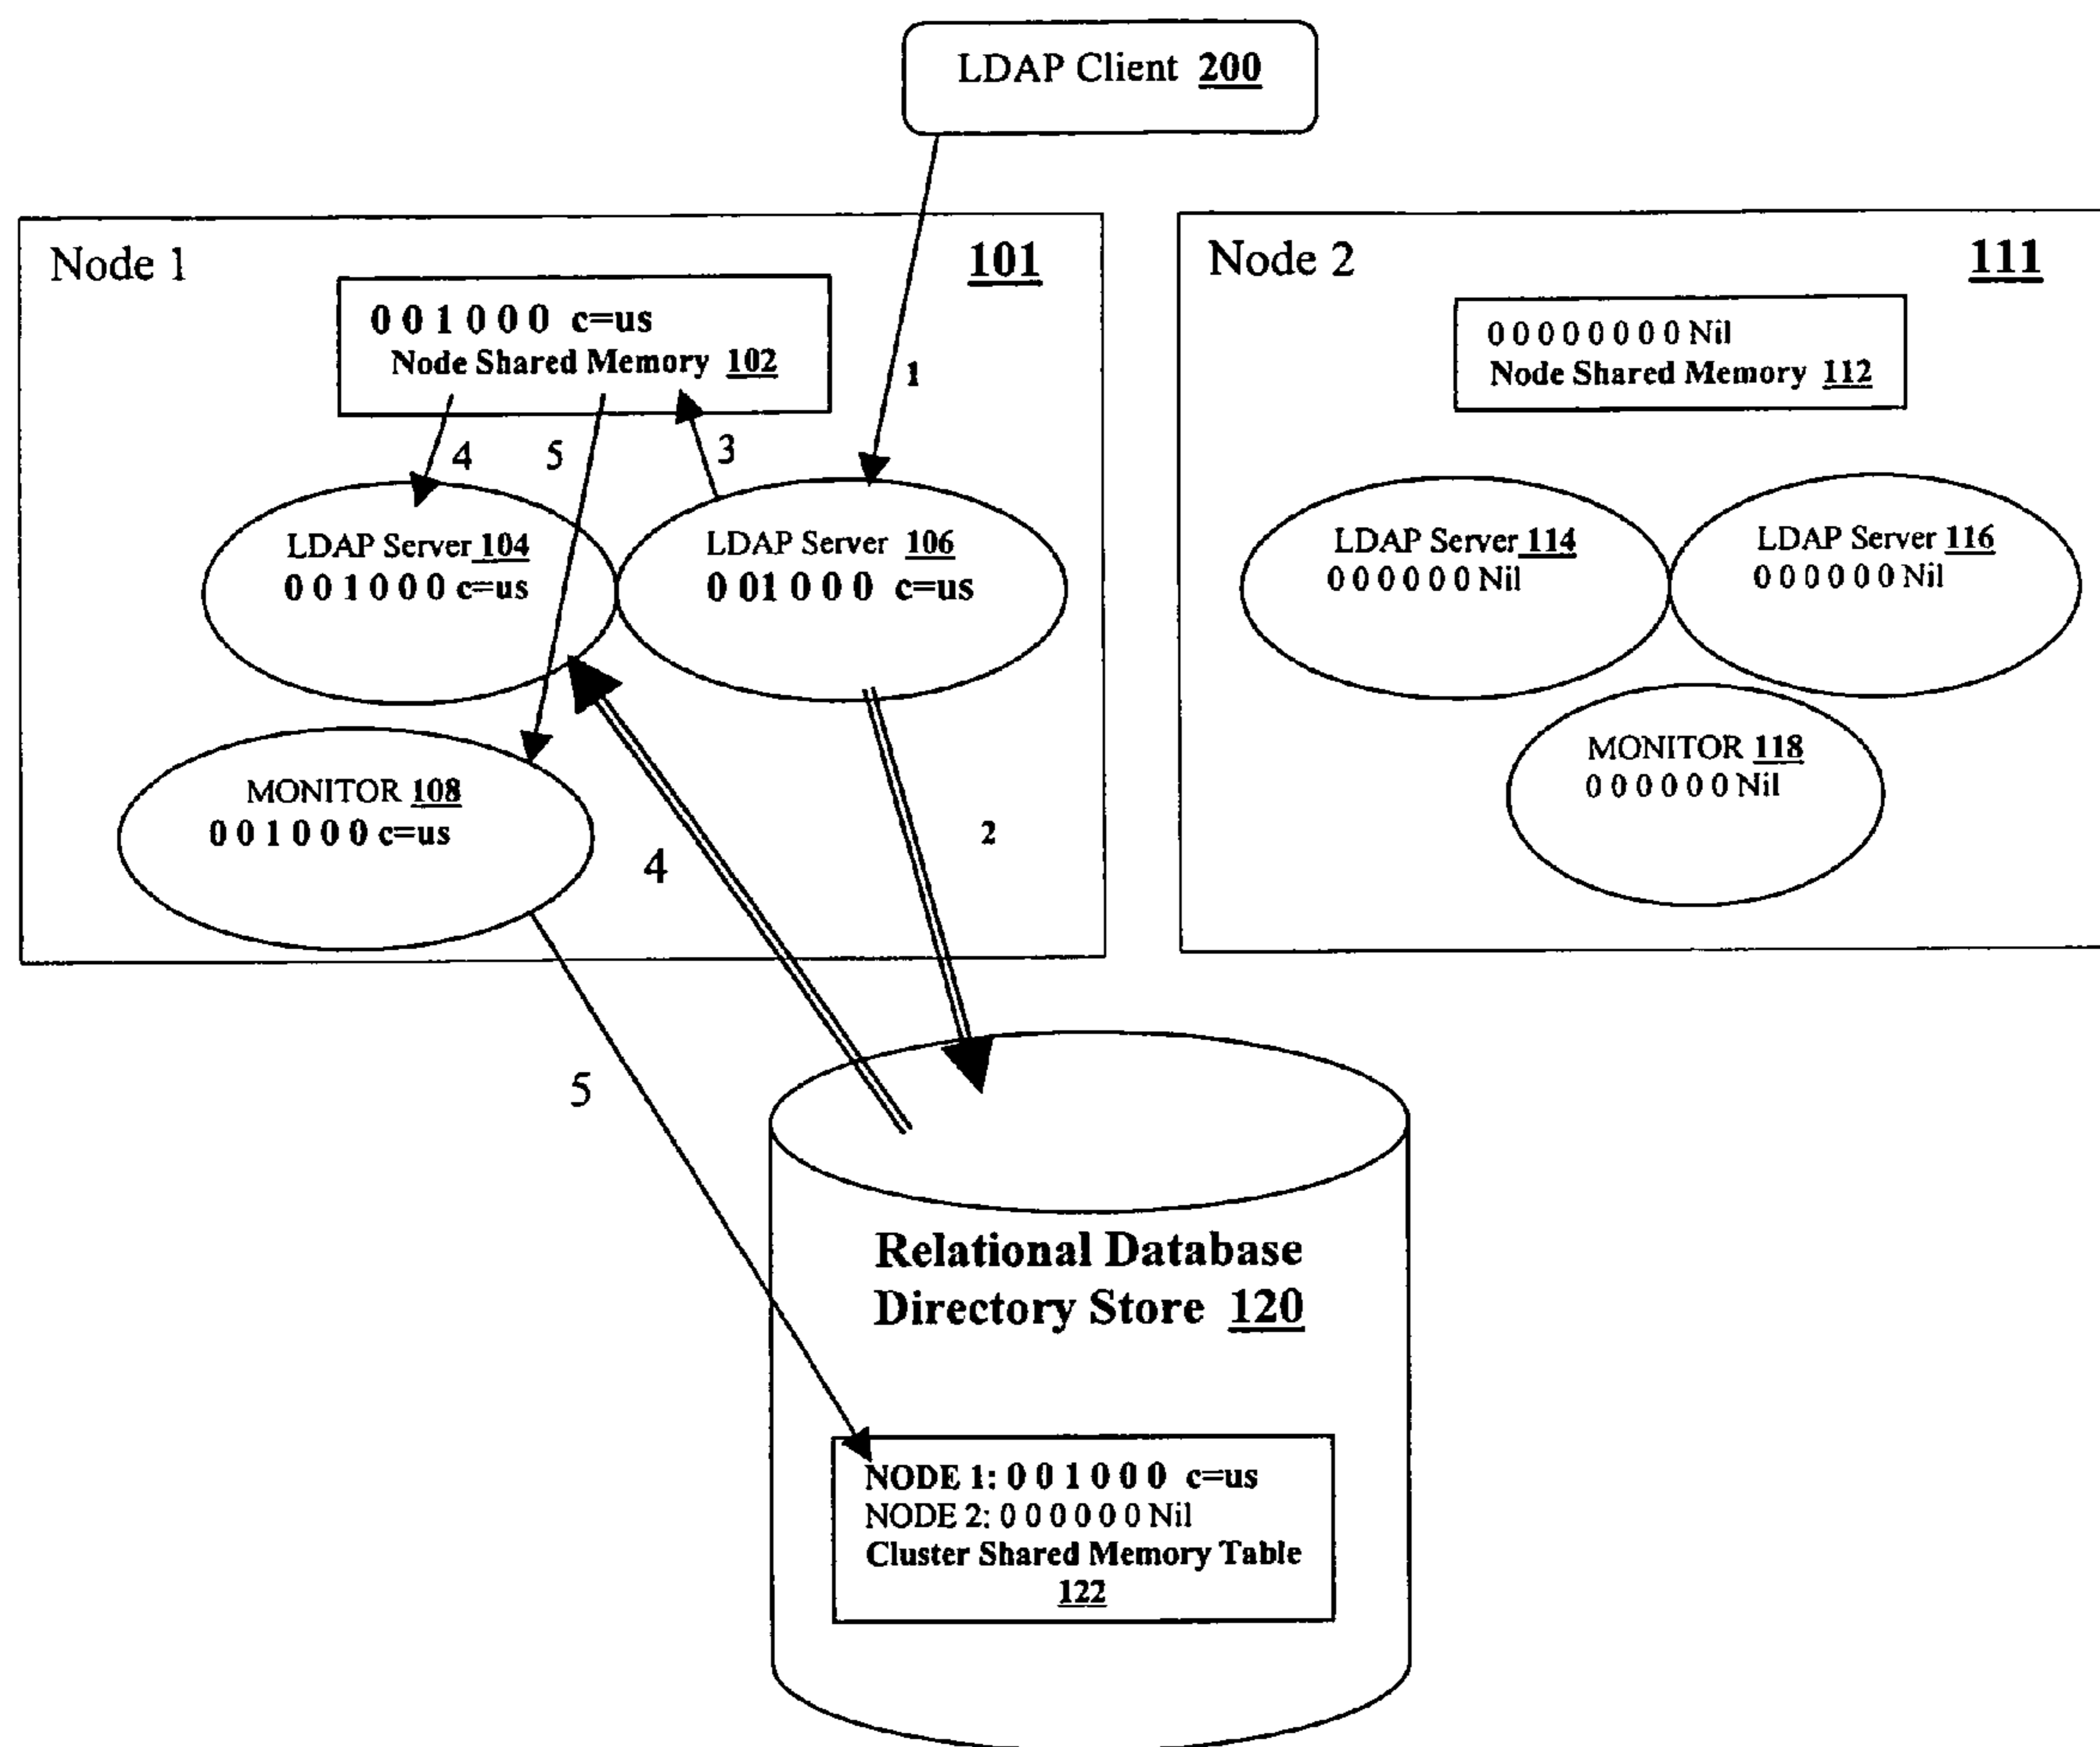 LDAP Client 200
Node 1
101
0 0 1 0 0 0 c=us
Node Shared Memory 102
1
4
5
3
LDAP Server 104
0 0 1 0 0 0 c=us
LDAP Server 106
0 01 0 0 0 c=us
MONITOR 108
0 0 1 0 0 0 c=us
4
2
5
Node 2
111
0 0 0 0 0 0 0 0 Nil
Node Shared Memory 112
LDAP Server 114
0 0 0 0 0 0 Nil
LDAP Server 116
0 0 0 0 0 0 Nil
MONITOR 118
0 0 0 0 0 0 Nil
Relational Database
Directory Store 120
NODE 1: 0 0 1 0 0 0 c=us
NODE 2: 0 0 0 0 0 0 Nil
Cluster Shared Memory Table
122